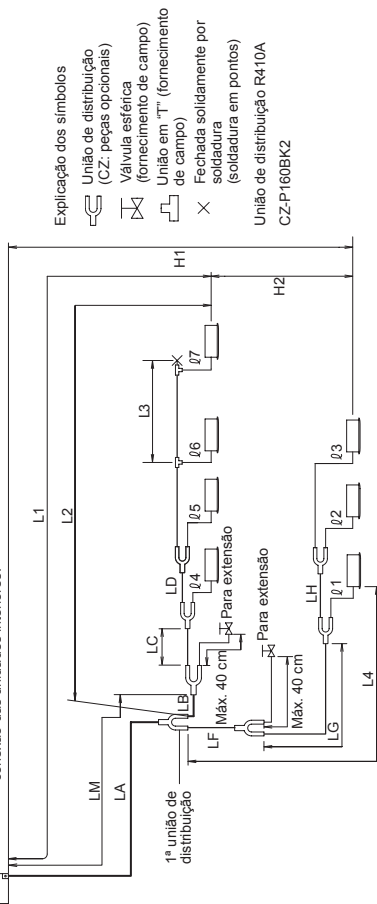 L1
L2
LM
LA
LB
LC
LD
L3
H1
H2
ℓ4
ℓ5
ℓ6
ℓ7
Para extensão
Máx. 40 cm
1ª união de
distribuição
LF
Para extensão
Máx. 40 cm
LG
LH
ℓ1
ℓ2
ℓ3
L4
Explicação dos símbolos
União de distribuição
(CZ: peças opcionais)
Válvula esférica
(fornecimento de campo)
União em “T” (fornecimento
de campo)
Fechada solidamente por
soldadura
(soldadura em pontos)
União de distribuição R410A
CZ-P160BK2